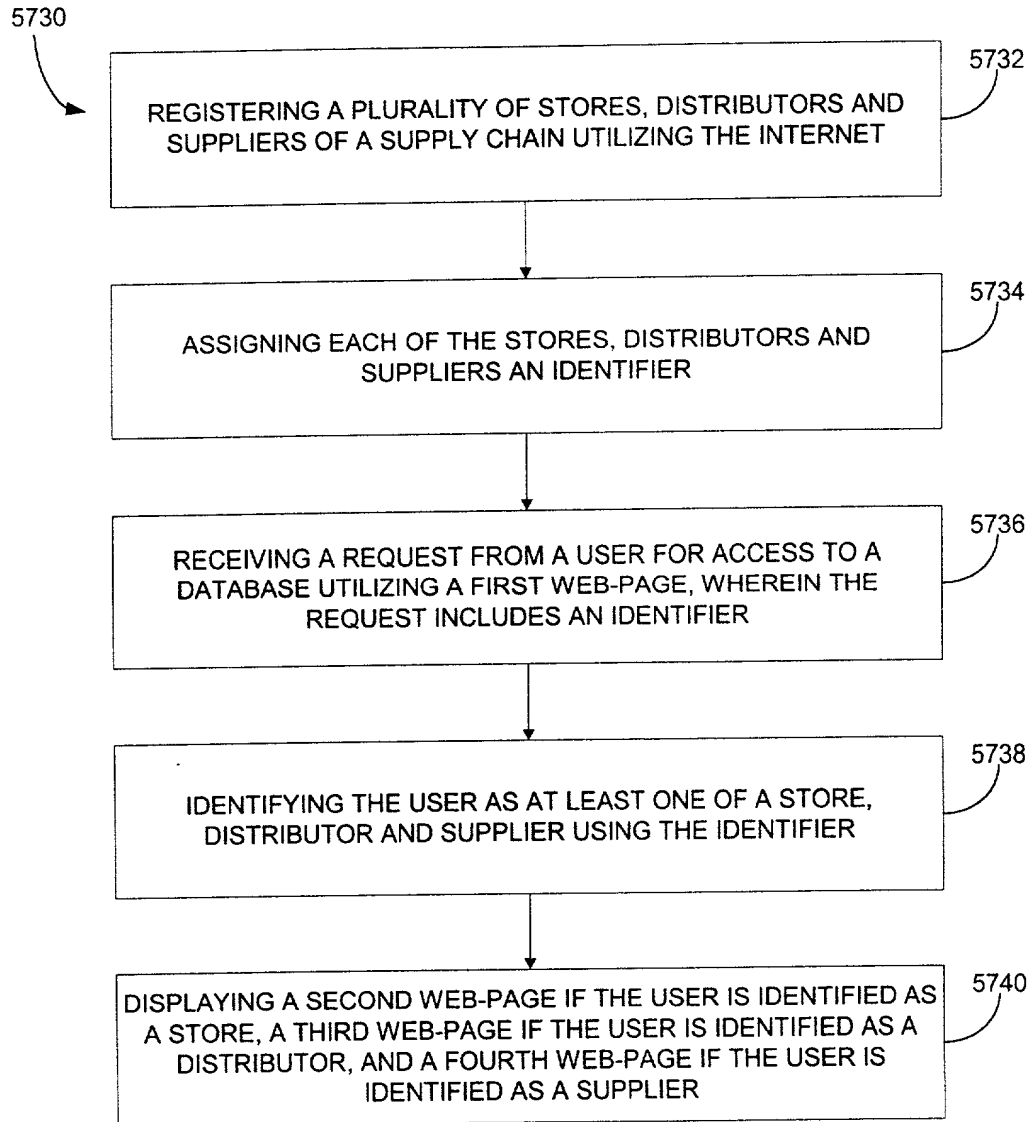 5730
5732
REGISTERING A PLURALITY OF STORES, DISTRIBUTORS AND
SUPPLIERS OF A SUPPLY CHAIN UTILIZING THE INTERNET
5734
ASSIGNING EACH OF THE STORES, DISTRIBUTORS AND
SUPPLIERS AN IDENTIFIER
5736
RECEIVING A REQUEST FROM A USER FOR ACCESS TO A
DATABASE UTILIZING A FIRST WEB-PAGE, WHEREIN THE
REQUEST INCLUDES AN IDENTIFIER
5738
IDENTIFYING THE USER AS AT LEAST ONE OF A STORE,
DISTRIBUTOR AND SUPPLIER USING THE IDENTIFIER
5740
DISPLAYING A SECOND WEB-PAGE IF THE USER IS IDENTIFIED AS
A STORE, A THIRD WEB-PAGE IF THE USER IS IDENTIFIED AS A
DISTRIBUTOR, AND A FOURTH WEB-PAGE IF THE USER IS
IDENTIFIED AS A SUPPLIER